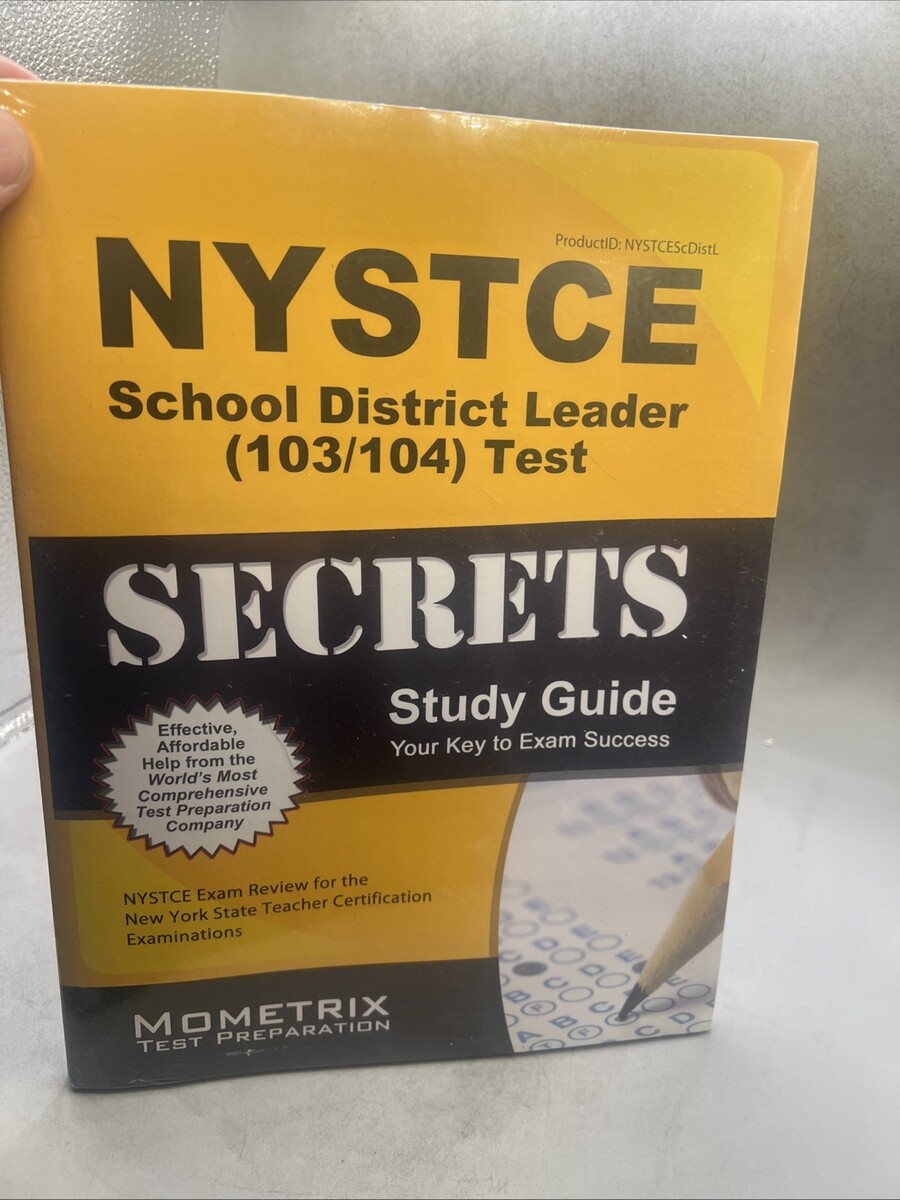 ProductID: NYSTCEScDistL
NYSTCE
School District Leader
(103/104) Test
SECRETS
Study Guide
Your Key to Exam Success
Effective,
Affordable
Help from the
World's Most
Comprehensive
Test Preparation
Company
NYSTCE Exam Review for the
New York State Teacher Certification
Examinations
MOMETRIX
TEST PREPARATION